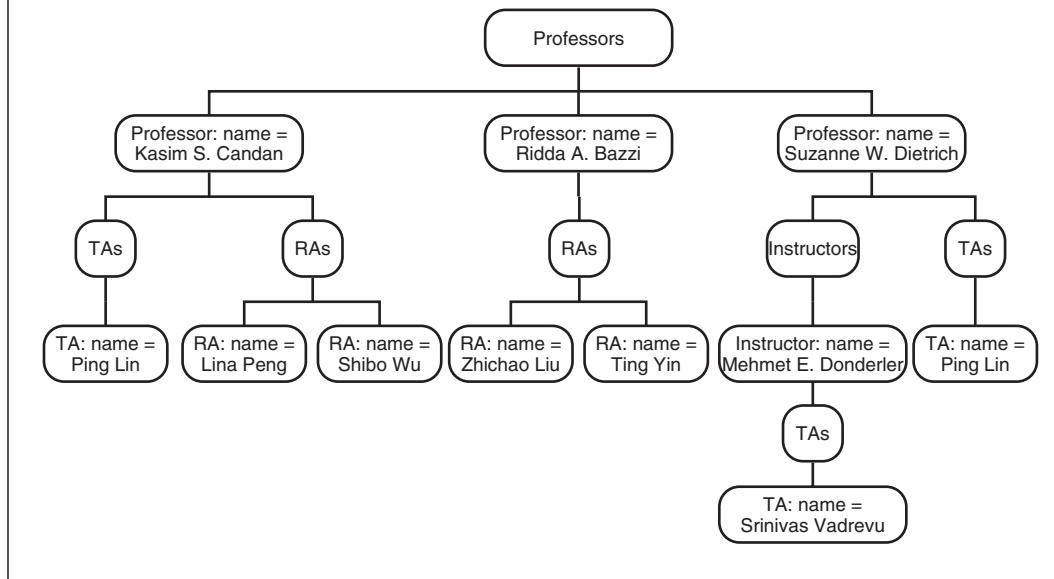 Professors
Professor: name =
Kasim S. Candan
Professor: name =
Ridda A. Bazzi
Professor: name =
Suzanne W. Dietrich
TAs
RAs
RAs
Instructors
TAs
TA: name =
Ping Lin
RA: name =
Lina Peng
RA: name =
Shibo Wu
RA: name =
Zhichao Liu
RA: name =
Ting Yin
Instructor: name =
Mehmet E. Donderler
TA: name =
Ping Lin
TAs
TA: name =
Srinivas Vadrevu